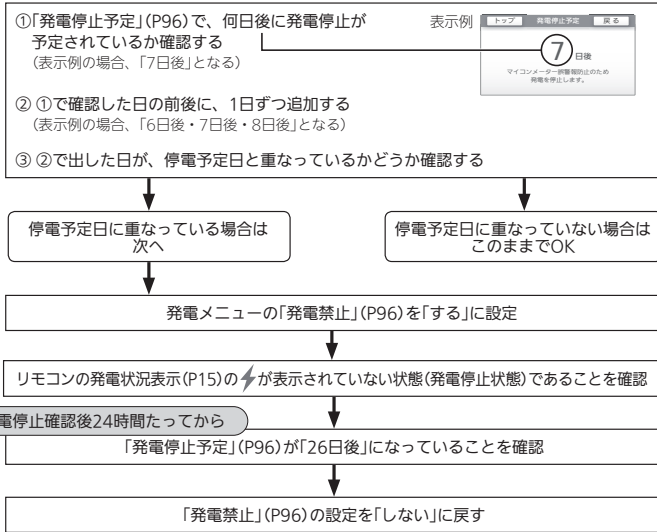 ①「発電停止予定」(P96)で、何日後に発電停止が
予定されているか確認する
(表示例の場合、「7日後」となる)
表示例
トップ 発電停止予定 戻る
7 日後
マイコンメーター誤警報防止のため
発電を停止します。
② ①で確認した日の前後に、1日ずつ追加する
(表示例の場合、「6日後・7日後・8日後」となる)
③ ②で出した日が、停電予定日と重なっているかどうか確認する
停電予定日に重なっている場合は
次へ
停電予定日に重なっていない場合は
このままでOK
発電メニューの「発電禁止」(P96)を「する」に設定
リモコンの発電状況表示(P15)の が表示されていない状態(発電停止状態)であることを確認
電停止確認後24時間たってから
「発電停止予定」(P96)が「26日後」になっていることを確認
「発電禁止」(P96)の設定を「しない」に戻す